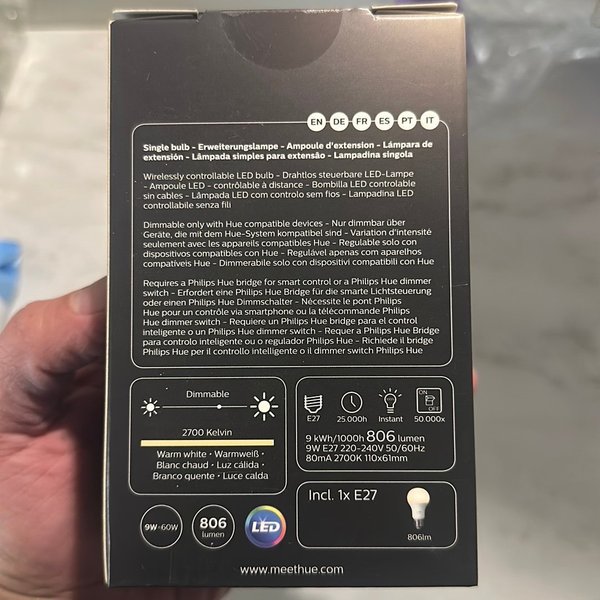 EN DE FR ES PT IT
Single bulb - Erweiterungslampe - Ampoule d'extension - Lámpara de
extensión - Lâmpada simples para extensão - Lampadina singola
Wirelessly controllable LED bulb - Drahtlos steuerbare LED-Lampe
- Ampoule LED - contrôlable à distance - Bombilla LED controlable
sin cables - Lâmpada LED com controlo sem fios - Lampadina LED
controllabile senza fili
Dimmable only with Hue compatible devices - Nur dimmbar über
Geräte, die mit dem Hue-System kompatibel sind - Variation d'intensité
seulement avec les appareils compatibles Hue - Regulable solo con
dispositivos compatibles con Hue - Regulável apenas com aparelhos
compatíveis Hue - Dimmerabile solo con dispositivi compatibili con Hue
Requires a Philips Hue bridge for smart control or a Philips Hue dimmer
switch - Erfordert eine Philips Hue Bridge für die smarte Lichtsteuerung
oder einen Philips Hue Dimmschalter - Nécessite le pont Philips
Hue pour un contrôle via smartphone ou la télécommande Philips
Hue dimmer switch - Requiere un Philips Hue bridge para el control
inteligente o un Philips Hue dimmer switch - Requer a Philips Hue Bridge
para controlo inteligente ou o regulador Philips Hue - Richiede il bridge
Philips Hue per il controllo intelligente o il dimmer switch Philips Hue
Dimmable
2700 Kelvin
Warm white • Warmweiß •
Blanc chaud • Luz cálida •
Branco quente • Luce calda
ON
OFF
E27 25.000h Instant 50.000x
9 kWh/1000h 806 lumen
9W E27 220-240V 50/60Hz
80mA 2700K 110x61mm
9W=60W
806
lumen
LED
Incl. 1x E27
806lm
www.meethue.com